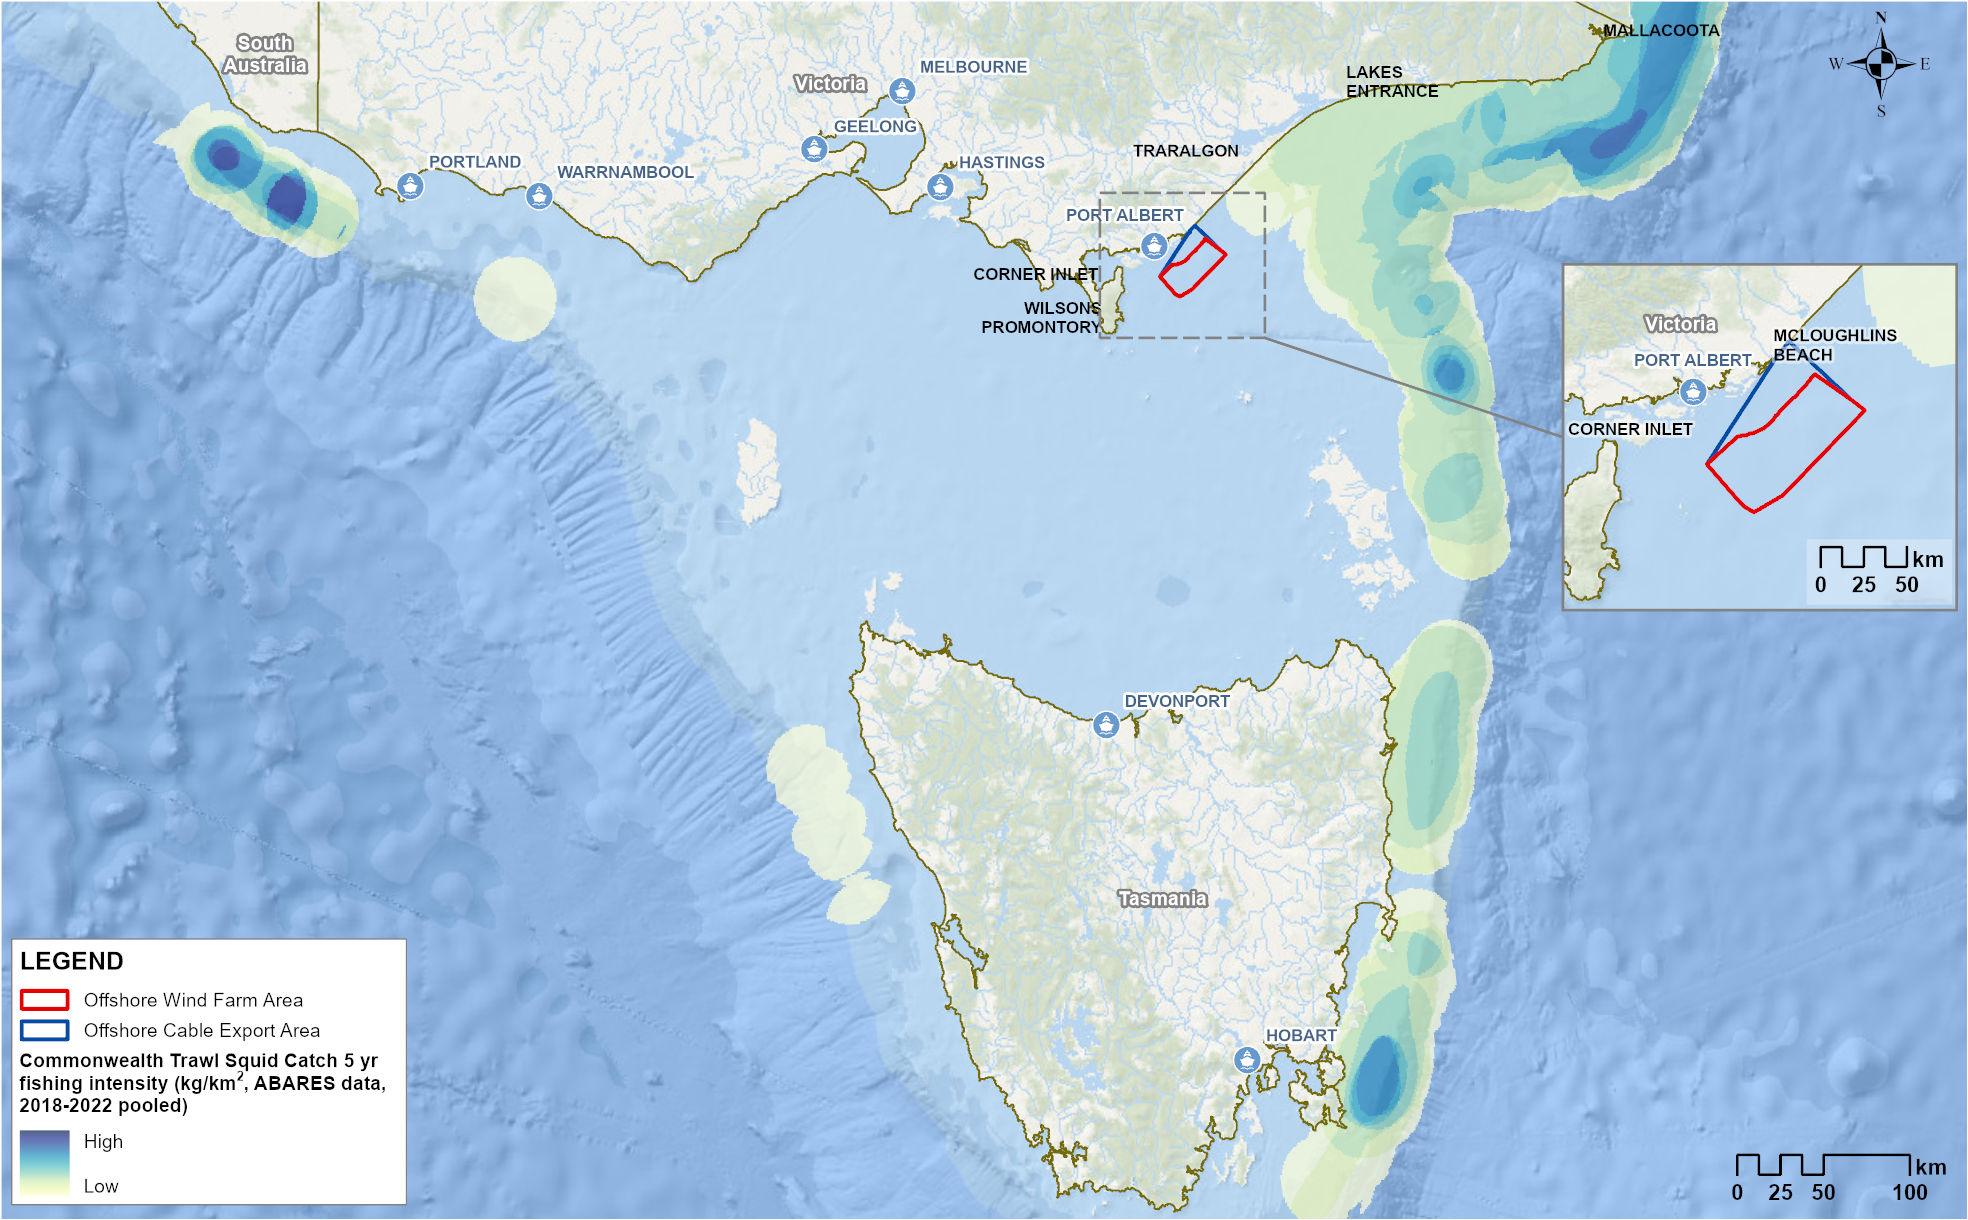 South
Australia
Victoria
MELBOURNE
GEELONG
PORTLAND
WARRNAMBOOL
HASTINGS
TRARALGON
LAKES
ENTRANCE
MALLACOOTA
N
W
E
S
PORT ALBERT
CORNER INLET
WILSONS
PROMONTORY
Victoria
MCLOUGHLINS
BEACH
PORT ALBERT
CORNER INLET
km
0 25 50
DEVONPORT
Tasmania
HOBART
LEGEND
Offshore Wind Farm Area
Offshore Cable Export Area
Commonwealth Trawl Squid Catch 5 yr
fishing intensity (kg/km², ABARES data,
2018-2022 pooled)
High
Low
km
0 25 50 100